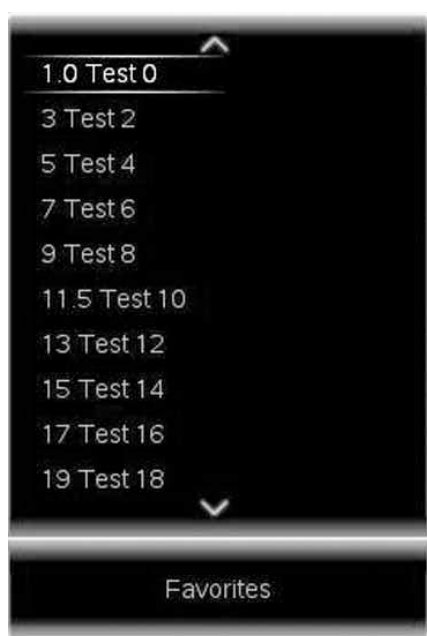 1.0 Test 0
3 Test 2
5 Test 4
7 Test 6
9 Test 8
11.5 Test 10
13 Test 12
15 Test 14
17 Test 16
19 Test 18
Favorites